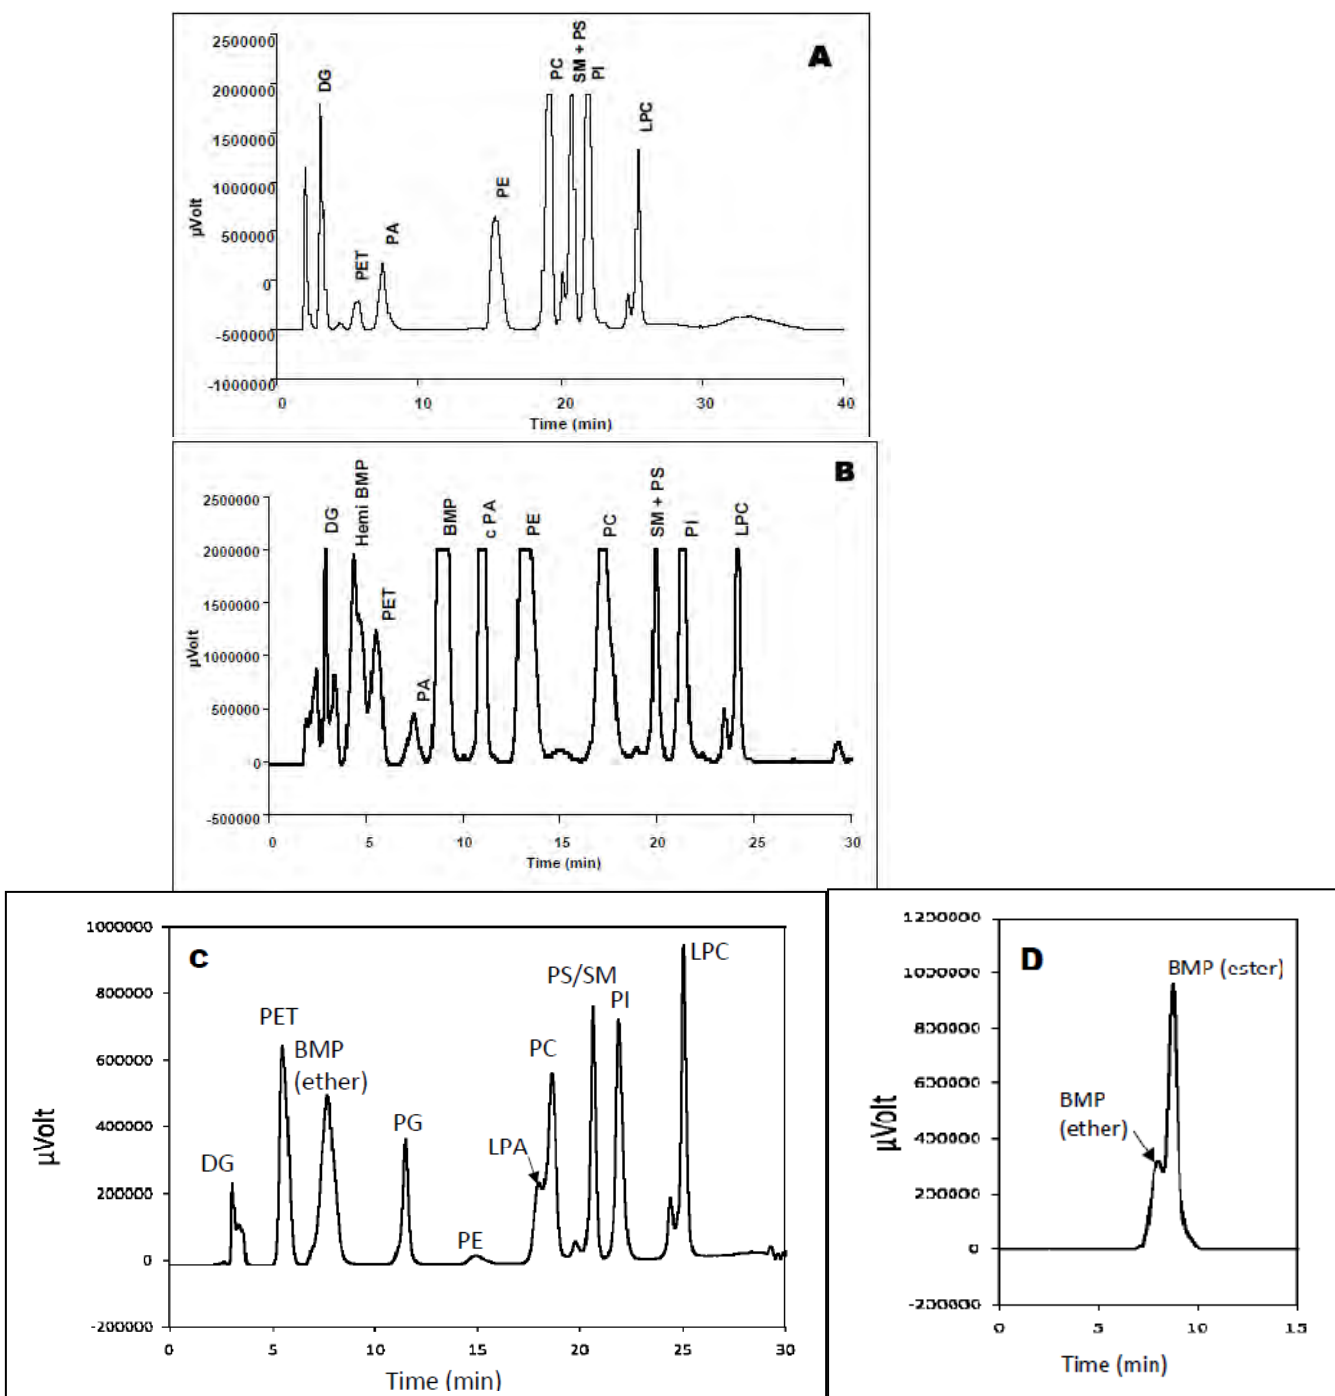 A
2500000
2000000
1500000
1000000
500000
0
-500000
-1000000
µVolt
DG
PET
PA
PE
PC
SM + PS
PI
LPC
0 10 20 30 40
Time (min)
B
2500000
2000000
1500000
1000000
500000
0
-500000
µVolt
DG
Hemi BMP
PET
PA
BMP
c PA
PE
PC
SM + PS
PI
LPC
0 5 10 15 20 25 30
Time (min)
C
1000000
800000
600000
400000
200000
0
-200000
µVolt
DG
PET
BMP
(ether)
PG
PE
LPA
PC
PS/SM
PI
LPC
0 5 10 15 20 25 30
Time (min)
D
1200000
1000000
800000
600000
400000
200000
0
-200000
µVolt
BMP (ester)
BMP
(ether)
0 5 10 15
Time (min)